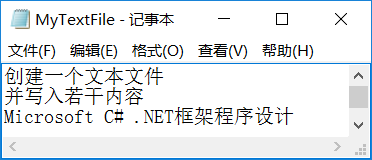 MyTextFile - 记事本
文件(F) 编辑(E) 格式(O) 查看(V) 帮助(H)
创建一个文本文件
并写入若干内容
Microsoft C# .NET框架程序设计